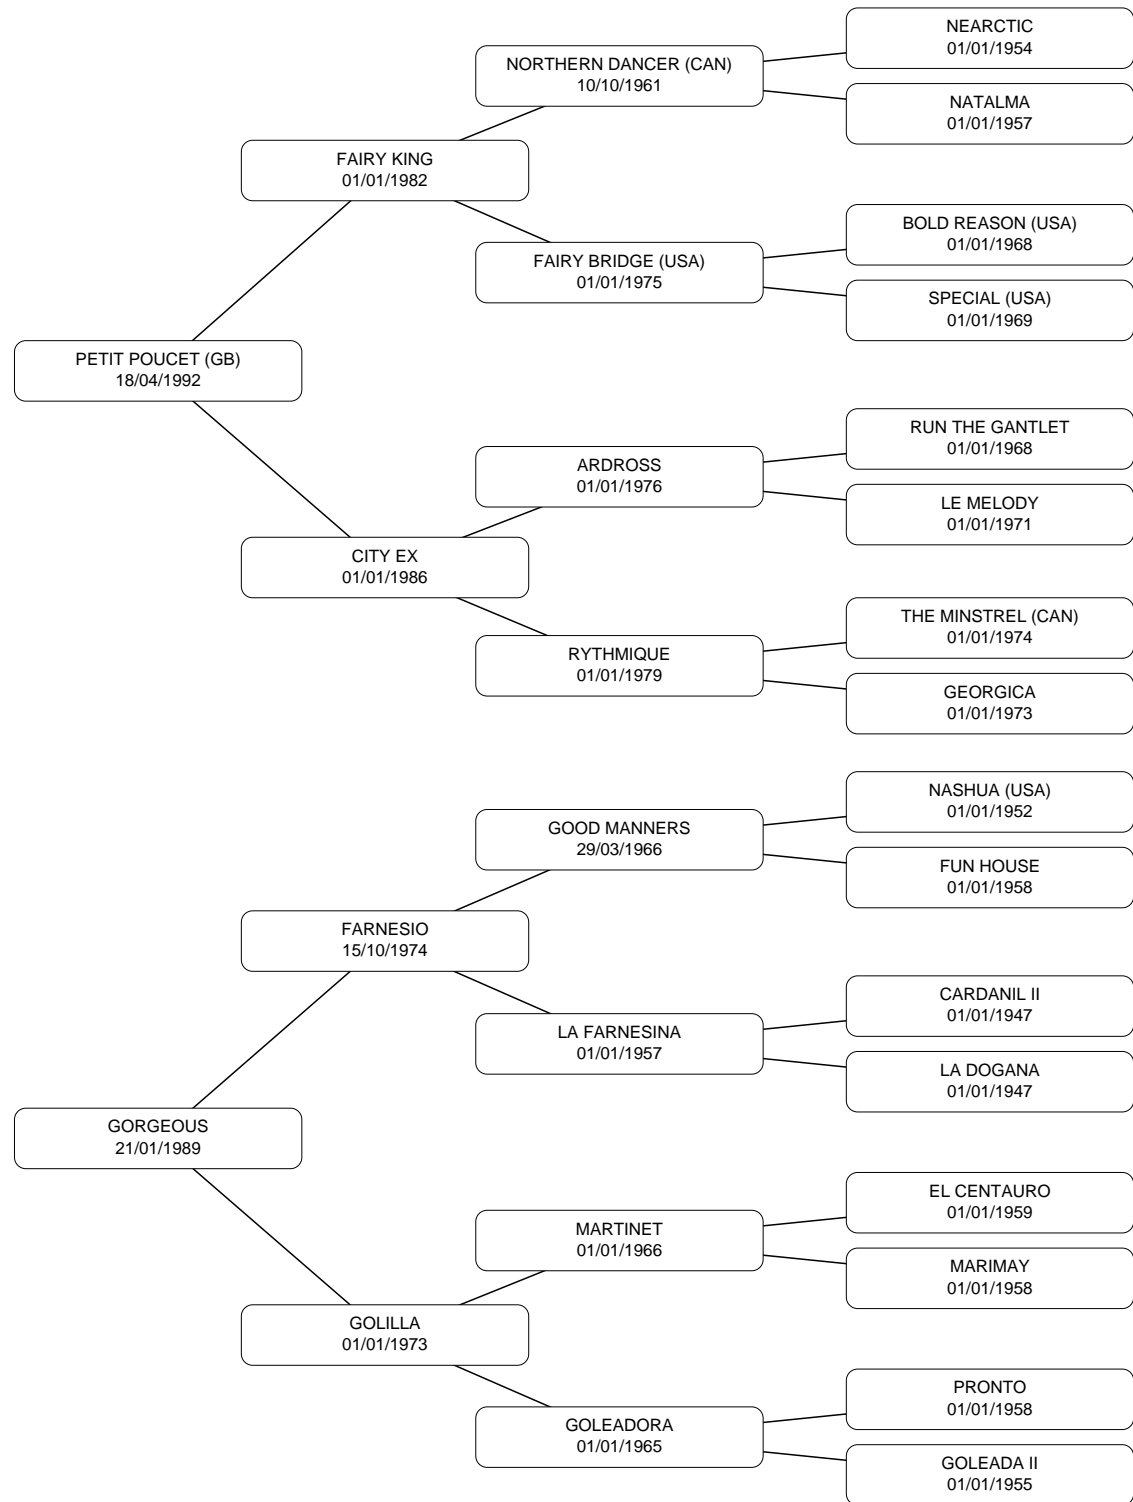 NEARCTIC
01/01/1954
NORTHERN DANCER (CAN)
10/10/1961
NATALMA
01/01/1957
FAIRY KING
01/01/1982
BOLD REASON (USA)
01/01/1968
FAIRY BRIDGE (USA)
01/01/1975
SPECIAL (USA)
01/01/1969
PETIT POUCET (GB)
18/04/1992
RUN THE GANTLET
01/01/1968
ARDROSS
01/01/1976
LE MELODY
01/01/1971
CITY EX
01/01/1986
THE MINSTREL (CAN)
01/01/1974
RYTHMIQUE
01/01/1979
GEORGICA
01/01/1973
NASHUA (USA)
01/01/1952
GOOD MANNERS
29/03/1966
FUN HOUSE
01/01/1958
FARNESIO
15/10/1974
CARDANIL II
01/01/1947
LA FARNESINA
01/01/1957
LA DOGANA
01/01/1947
GORGEOUS
21/01/1989
EL CENTAURO
01/01/1959
MARTINET
01/01/1966
MARIMAY
01/01/1958
GOLILLA
01/01/1973
PRONTO
01/01/1958
GOLEADORA
01/01/1965
GOLEADA II
01/01/1955